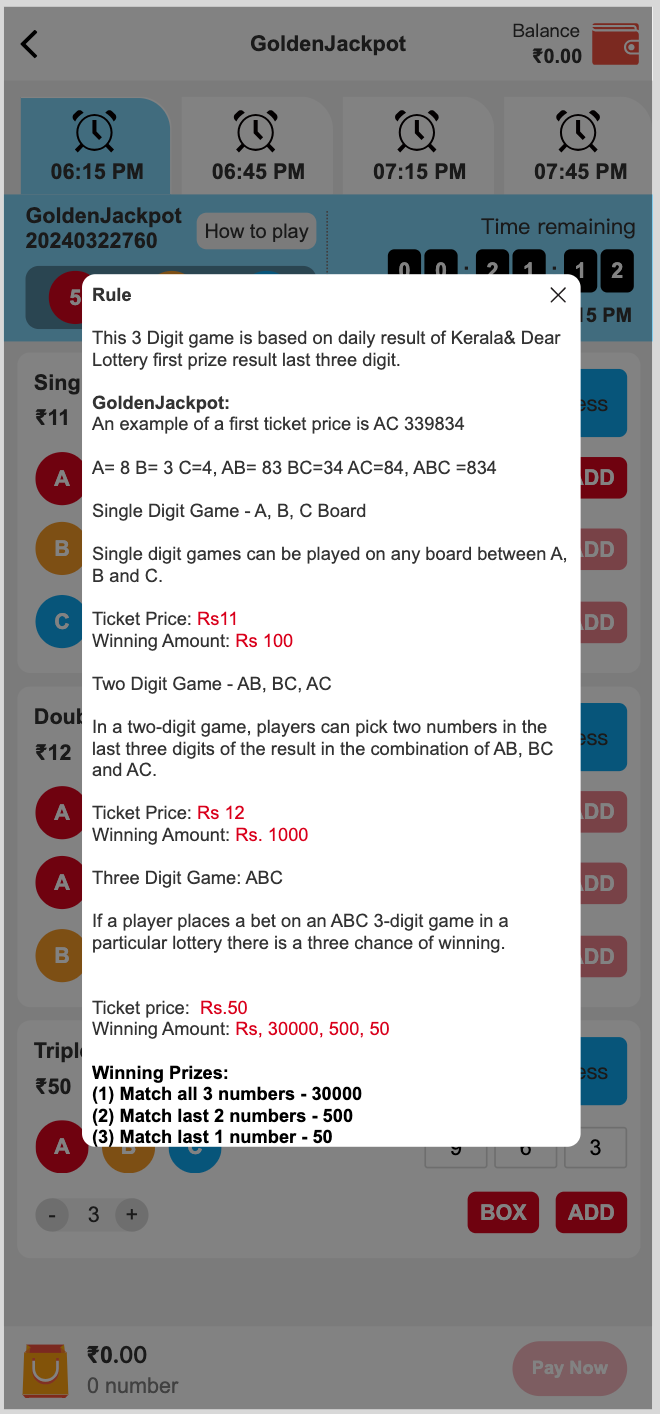 GoldenJackpot
Balance
₹0.00
06:15 PM
06:45 PM
07:15 PM
07:45 PM
GoldenJackpot
20240322760
How to play
Time remaining
0 0 : 2 1 : 1 2
5
15 PM
Rule
This 3 Digit game is based on daily result of Kerala& Dear
Lottery first prize result last three digit.
GoldenJackpot:
An example of a first ticket price is AC 339834
A= 8 B= 3 C=4, AB= 83 BC=34 AC=84, ABC =834
Single Digit Game - A, B, C Board
Single digit games can be played on any board between A,
B and C.
Ticket Price: Rs11
Winning Amount: Rs 100
Two Digit Game - AB, BC, AC
In a two-digit game, players can pick two numbers in the
last three digits of the result in the combination of AB, BC
and AC.
Ticket Price: Rs 12
Winning Amount: Rs. 1000
Three Digit Game: ABC
If a player places a bet on an ABC 3-digit game in a
particular lottery there is a three chance of winning.
Ticket price: Rs.50
Winning Amount: Rs, 30000, 500, 50
Winning Prizes:
(1) Match all 3 numbers - 30000
(2) Match last 2 numbers - 500
(3) Match last 1 number - 50
₹11
A
B
C
₹12
A
A
B
₹50
A B C
9 6 3
- 3 +
BOX ADD
₹0.00
0 number
Pay Now